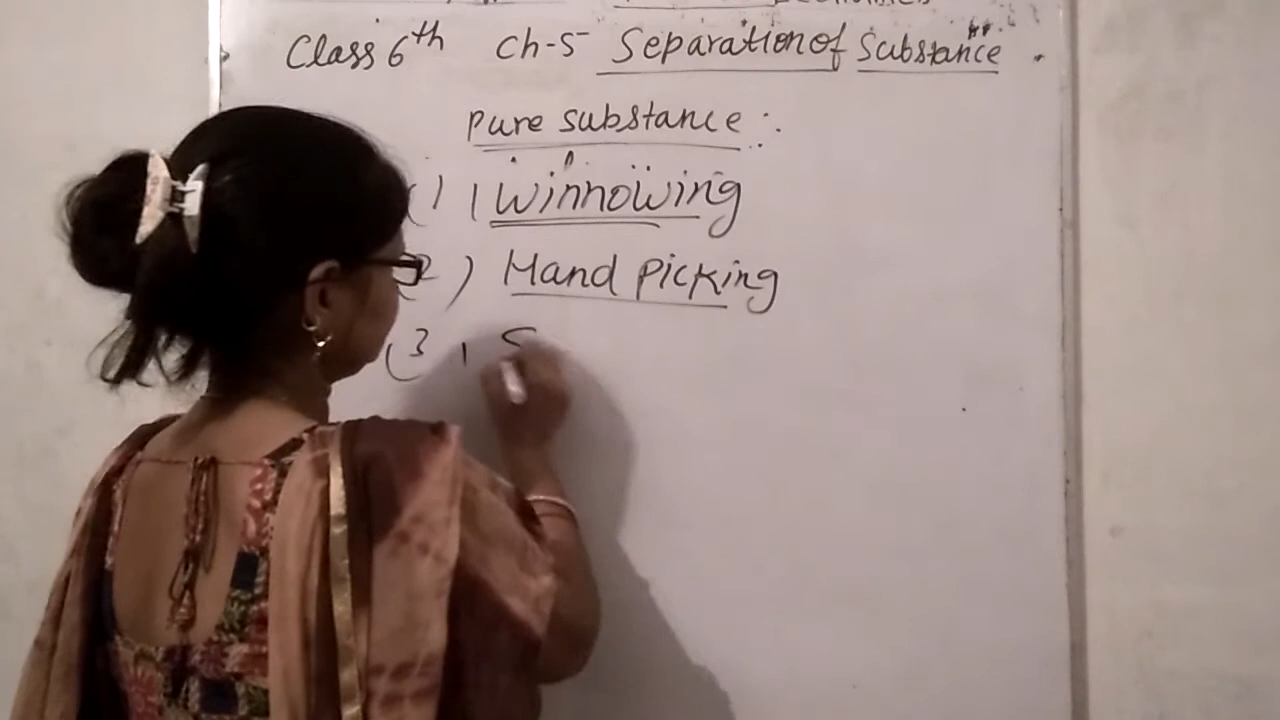 Class 6th Ch-5 Separation of Substance
Pure substance :.
(1) Winnowing
(2) Hand picking
(3) S